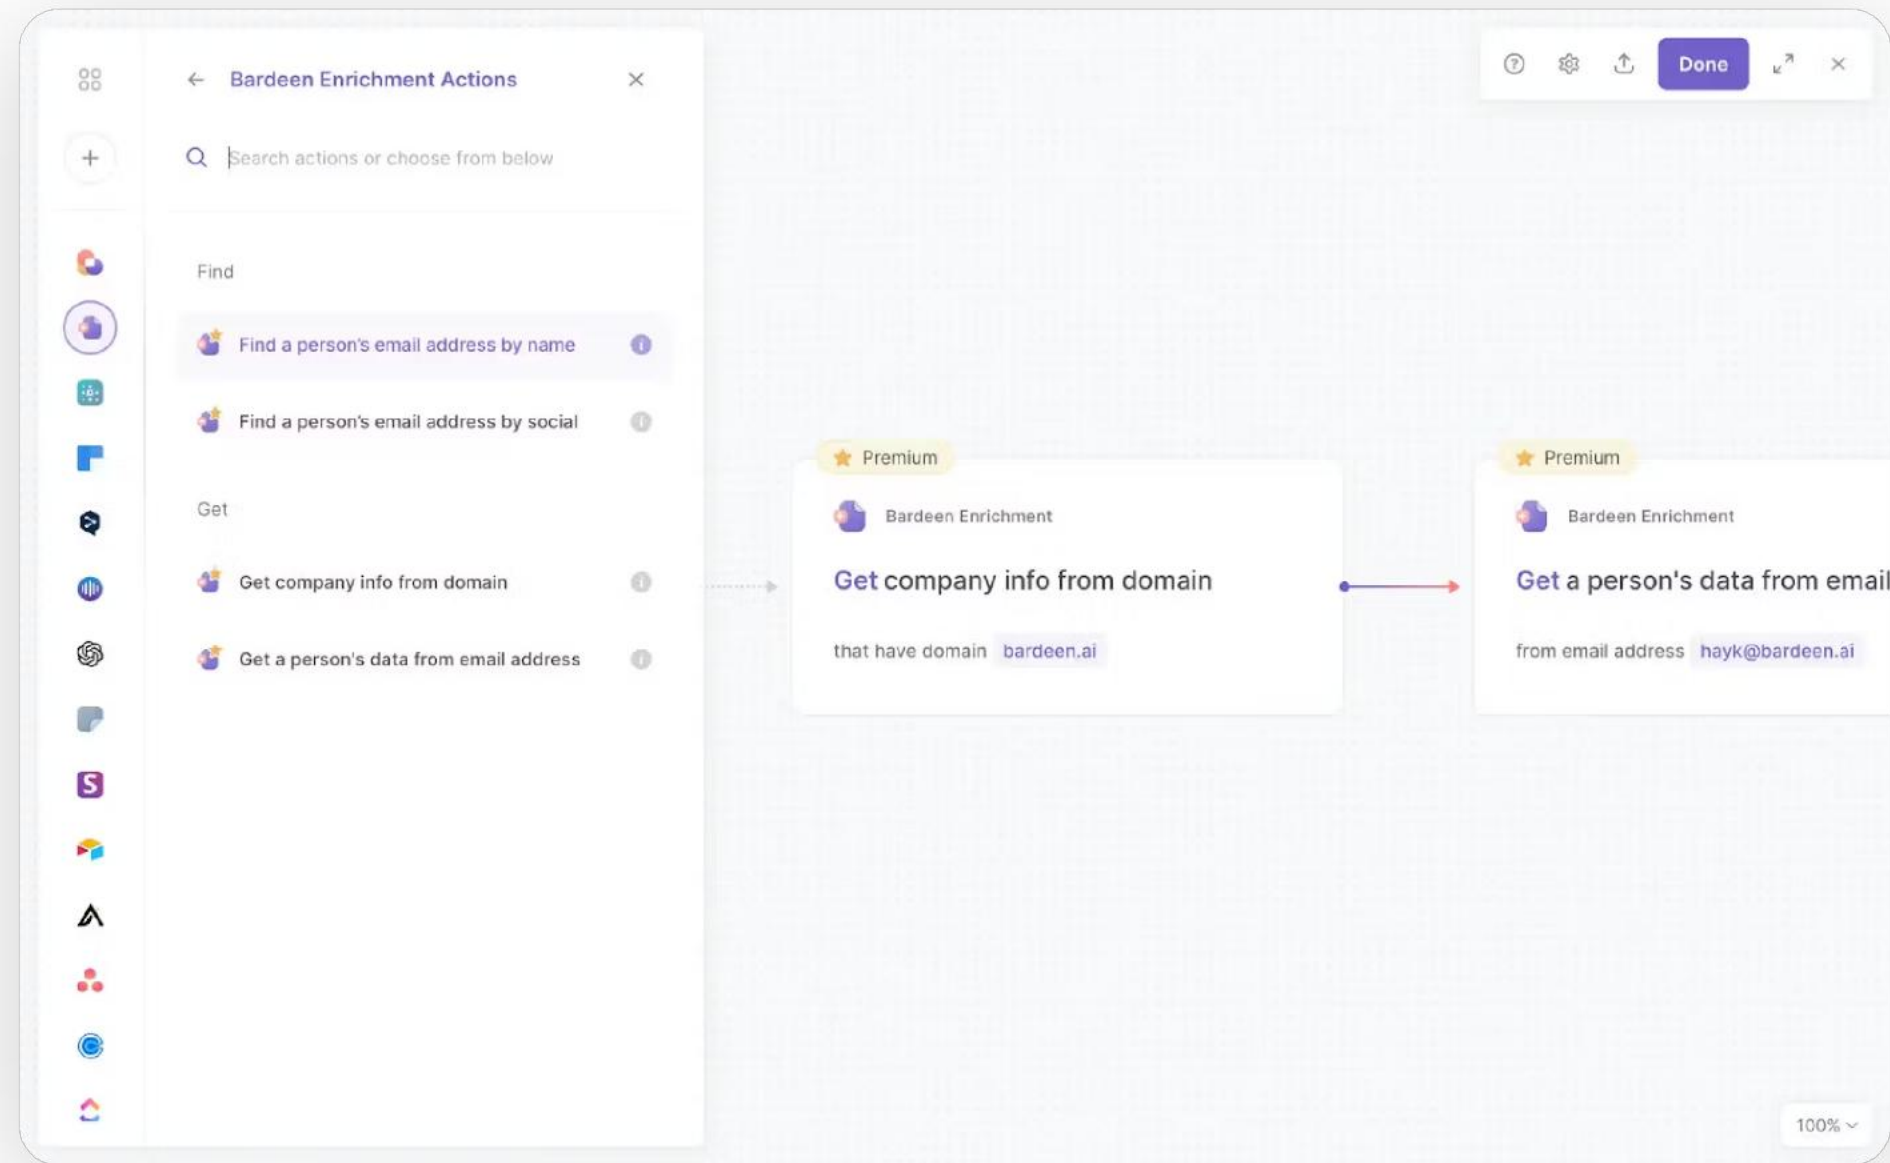 Bardeen Enrichment Actions
Search actions or choose from below
Find
Find a person's email address by name
Find a person's email address by social
Get
Get company info from domain
Get a person's data from email address
Done
Premium
Bardeen Enrichment
Get company info from domain
that have domain bardeen.ai
Premium
Bardeen Enrichment
Get a person's data from email
from email address hayk@bardeen.ai
100%